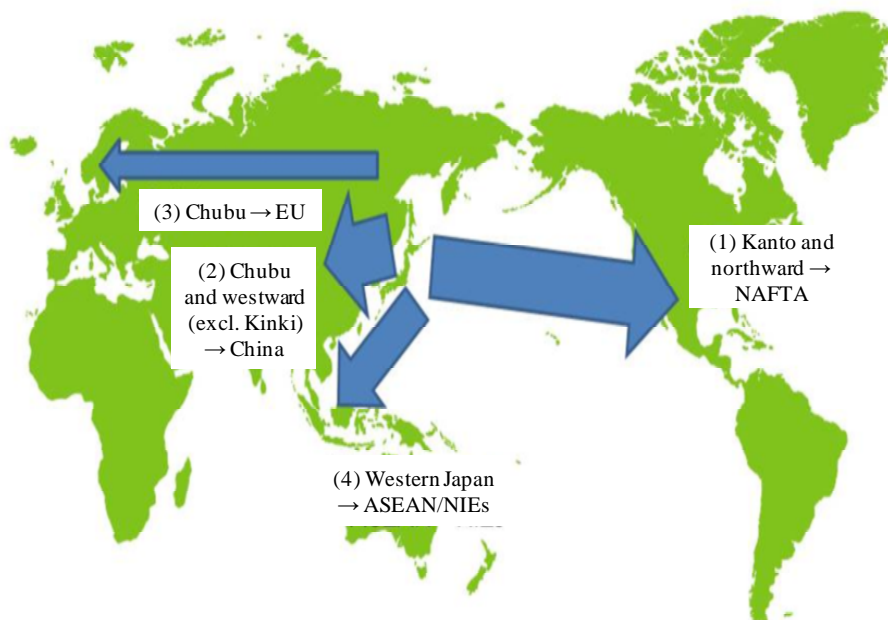 (3) Chubu → EU
(2) Chubu
and westward
(excl. Kinki)
→ China
(1) Kanto and
northward →
NAFTA
(4) Western Japan
→ ASEAN/NIEs